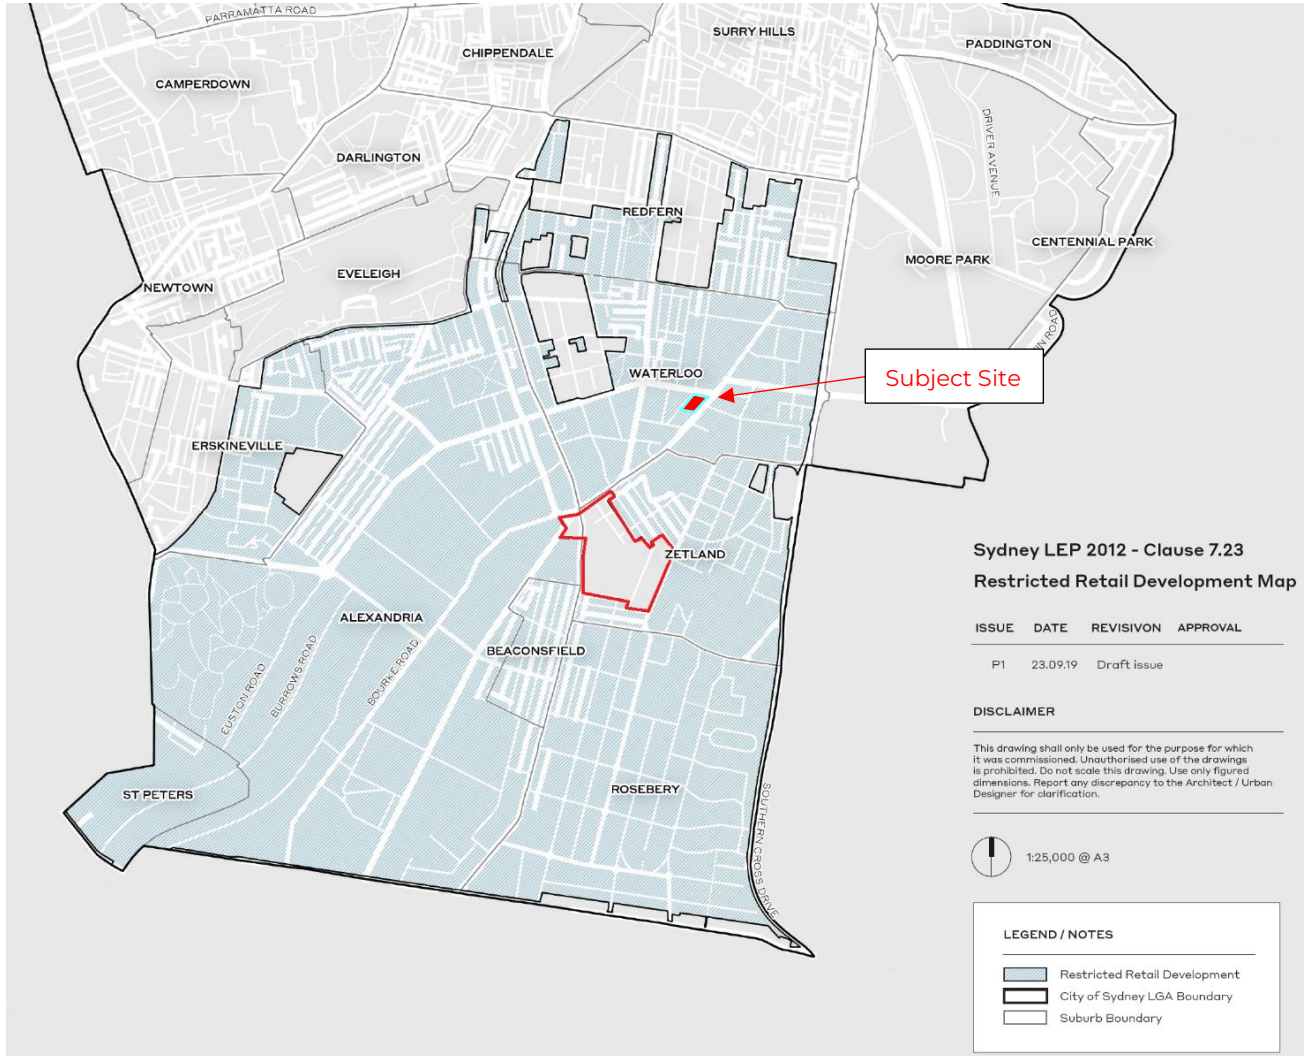 PARRAMATTA ROAD
SURRY HILLS
PADDINGTON
CHIPPENDALE
CAMPERDOWN
DRIVER AVENUE
DARLINGTON
REDFERN
CENTENNIAL PARK
MOORE PARK
EVELEIGH
NEWTOWN
ON ROAD
WATERLOO
Subject Site
ERSKINEVILLE
ZETLAND
ALEXANDRIA
BEACONSFIELD
EUSTON ROAD
BURROWS ROAD
BOURKE ROAD
ST PETERS
ROSEBERY
SOUTHERN CROSS DRIVE
Sydney LEP 2012 - Clause 7.23
Restricted Retail Development Map
ISSUE DATE REVISIVON APPROVAL
P1 23.09.19 Draft issue
DISCLAIMER
This drawing shall only be used for the purpose for which
it was commissioned. Unauthorised use of the drawings
is prohibited. Do not scale this drawing. Use only figured
dimensions. Report any discrepancy to the Architect / Urban
Designer for clarification.
1:25,000 @ A3
LEGEND / NOTES
Restricted Retail Development
City of Sydney LGA Boundary
Suburb Boundary